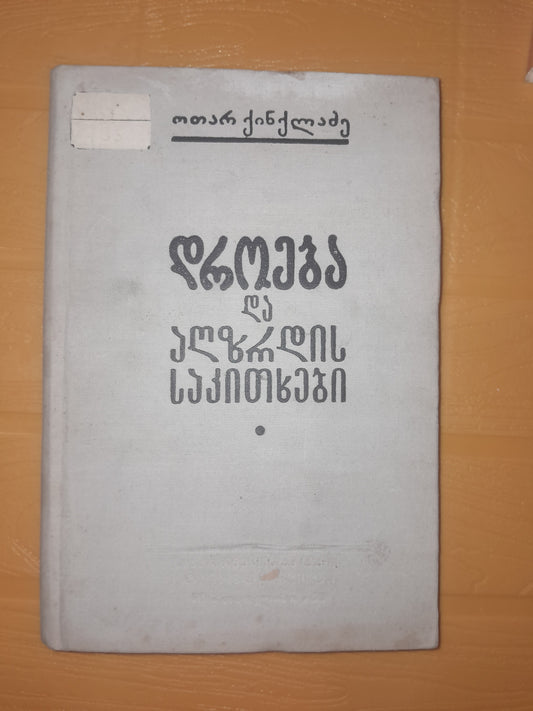 ოთარ ქინქლაძე
დროება
და
აღზრდის
საკითხები